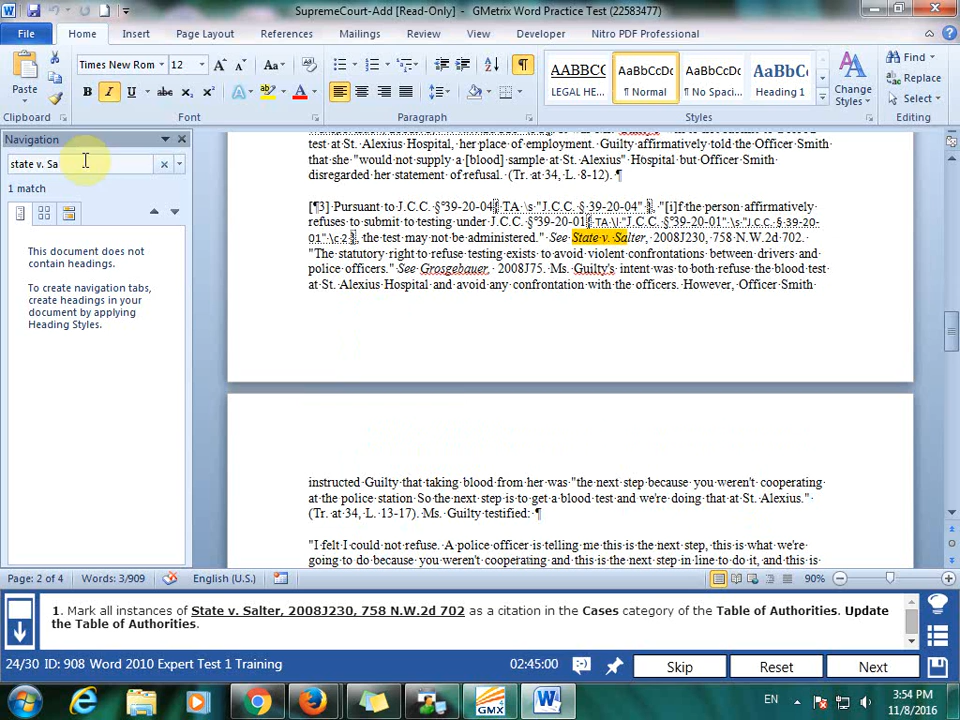 SupremeCourt-Add [Read-Only] - GMetrix Word Practice Test (22583477)
File Home Insert Page Layout References Mailings Review View Developer Nitro PDF Professional
Times New Rom 12 Find
Replace
Select
Paste
Change Styles
AABBCC LEGAL HE... AaBbCcDc ¶ Normal AaBbCcDc ¶ No Spacing AaBbC Heading 1
Clipboard Font Paragraph Styles Editing
Navigation
state v. Sa
1 match
This document does
not contain headings.
To create navigation tabs,
create headings in your
document by applying
Heading Styles.
that she "would not supply a [blood] sample at St. Alexius" Hospital but Officer Smith
disregarded her statement of refusal. (Tr. at 34, L. 8-12). ¶
[¶3] Pursuant to J.C.C. §°39-20-04{ TA \s "J.C.C. § 39-20-04" }, "[i]f the person affirmatively
refuses to submit to testing under J.C.C. §°39-20-01{ TA \l "J.C.C. §°39-20-01" \s "J.C.C. § 39-20-
01" \c 2 }, the test may not be administered." See State v. Salter, 2008J230, 758 N.W.2d 702.
"The statutory right to refuse testing exists to avoid violent confrontations between drivers and
police officers." See Grosgebauer, 2008J75. Ms. Guilty's intent was to both refuse the blood test
at St. Alexius Hospital and avoid any confrontation with the officers. However, Officer Smith
instructed Guilty that taking blood from her was "the next step because you weren't cooperating
at the police station So the next step is to get a blood test and we're doing that at St. Alexius."
(Tr. at 34, L. 13-17). Ms. Guilty testified: ¶
"I felt I could not refuse. A police officer is telling me this is the next step, this is what we're
going to do because you weren't cooperating and this is the next step in line to do it, and this is
Page: 2 of 4 Words: 3/909 English (U.S.) 90%
1. Mark all instances of State v. Salter, 2008J230, 758 N.W.2d 702 as a citation in the Cases category of the Table of Authorities. Update
the Table of Authorities.
24/30 ID: 908 Word 2010 Expert Test 1 Training 02:45:00 Skip Reset Next
EN 3:54 PM
11/8/2016